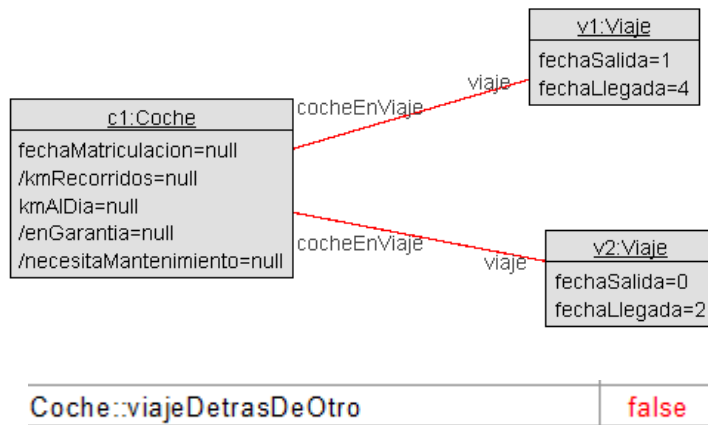 v1:Viaje
fechaSalida=1
fechaLlegada=4
viaje
cocheEnViaje
c1:Coche
fechaMatriculacion=null
/kmRecorridos=null
kmAlDia=null
/enGarantia=null
/necesitaMantenimiento=null
cocheEnViaje
viaje
v2:Viaje
fechaSalida=0
fechaLlegada=2
Coche::viajeDetrasDeOtro false